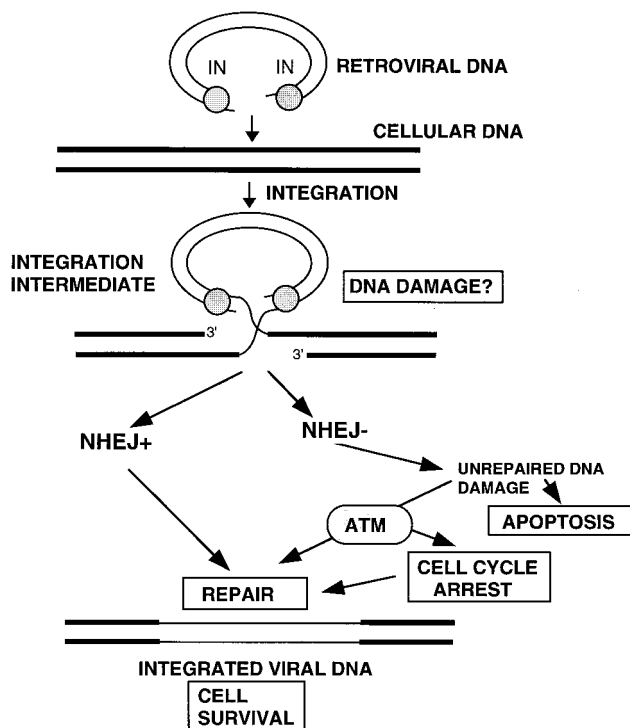 IN IN
RETROVIRAL DNA
CELLULAR DNA
INTEGRATION
INTEGRATION
INTERMEDIATE
DNA DAMAGE?
3'
3'
NHEJ+
NHEJ-
UNREPAIRED DNA
DAMAGE
ATM
APOPTOSIS
CELL CYCLE
ARREST
REPAIR
INTEGRATED VIRAL DNA
CELL
SURVIVAL